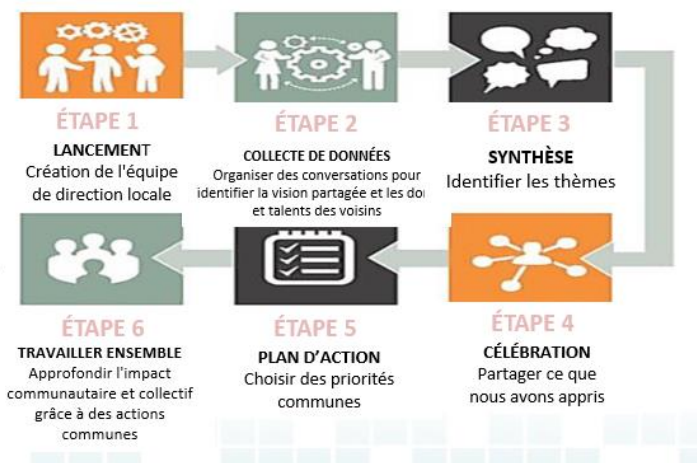 ÉTAPE 1
LANCEMENT
Création de l'équipe
de direction locale
ÉTAPE 2
COLLECTE DE DONNÉES
Organiser des conversations pour
identifier la vision partagée et les
et talents des voisins
ÉTAPE 3
SYNTHÈSE
Identifier les thèmes
ÉTAPE 4
CÉLÉBRATION
Partager ce que
nous avons appris
ÉTAPE 5
PLAN D'ACTION
Choisir des priorités
communes
ÉTAPE 6
TRAVAILLER ENSEMBLE
Approfondir l'impact
communautaire et collectif
grâce à des actions
communes